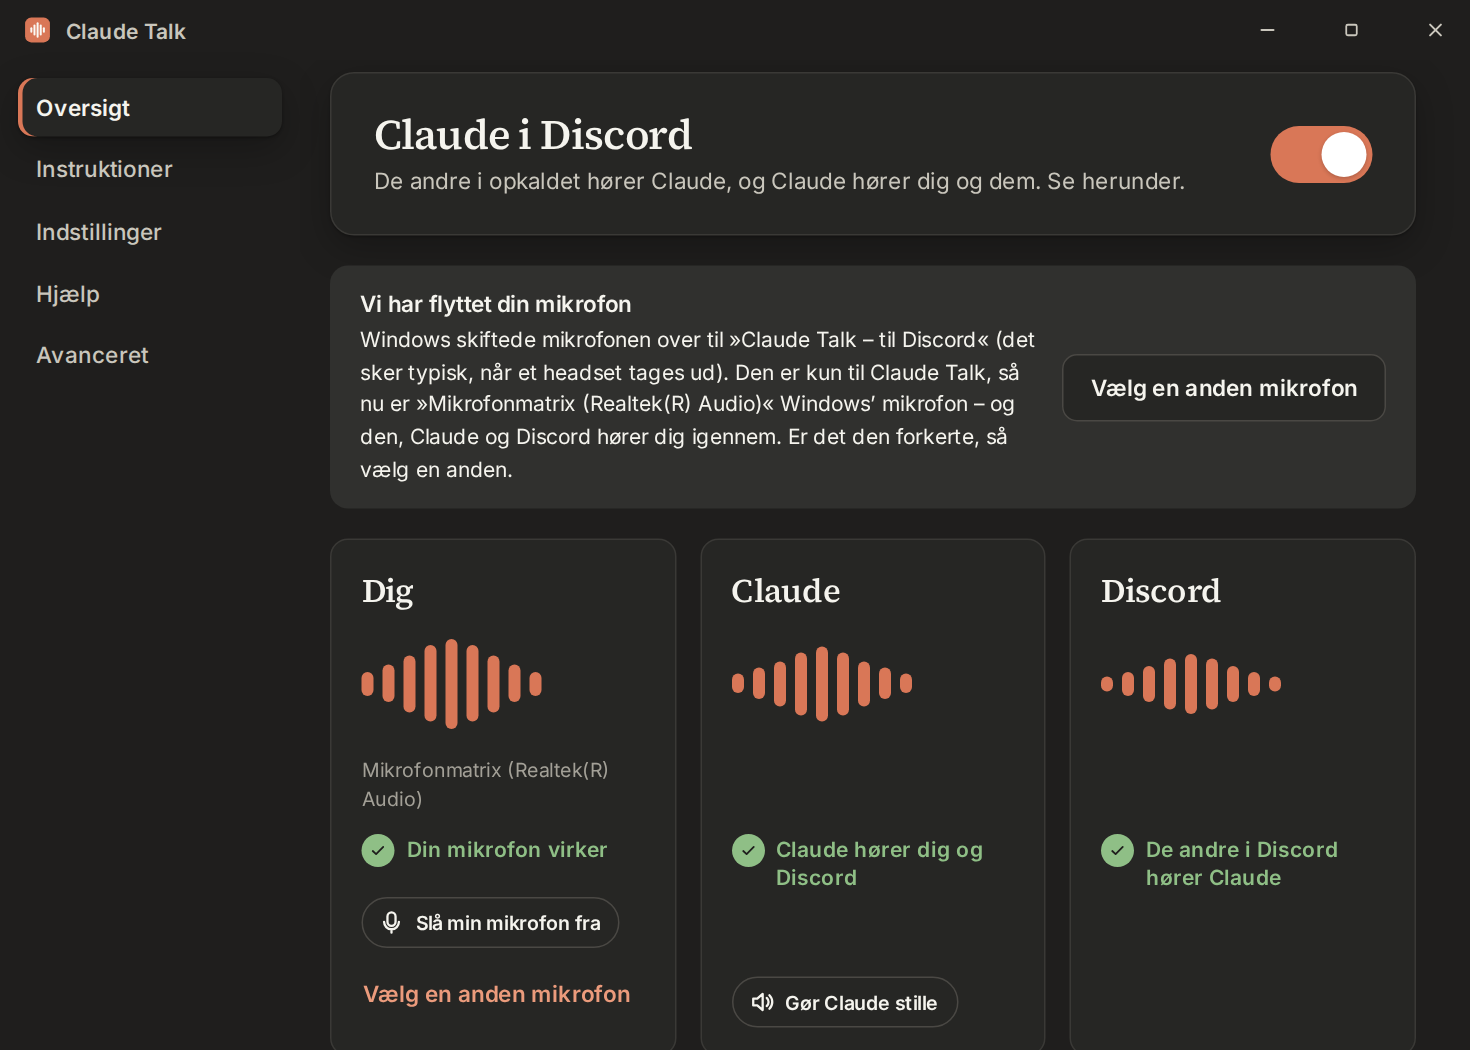 Claude Talk
Oversigt
Instruktioner
Indstillinger
Hjælp
Avanceret
Claude i Discord
De andre i opkaldet hører Claude, og Claude hører dig og dem. Se herunder.
Vi har flyttet din mikrofon
Windows skiftede mikrofonen over til »Claude Talk – til Discord« (det
sker typisk, når et headset tages ud). Den er kun til Claude Talk, så
nu er »Mikrofonmatrix (Realtek(R) Audio)« Windows’ mikrofon – og
den, Claude og Discord hører dig igennem. Er det den forkerte, så
vælg en anden.
Vælg en anden mikrofon
Dig
Mikrofonmatrix (Realtek(R)
Audio)
Din mikrofon virker
Slå min mikrofon fra
Vælg en anden mikrofon
Claude
Claude hører dig og
Discord
Gør Claude stille
Discord
De andre i Discord
hører Claude